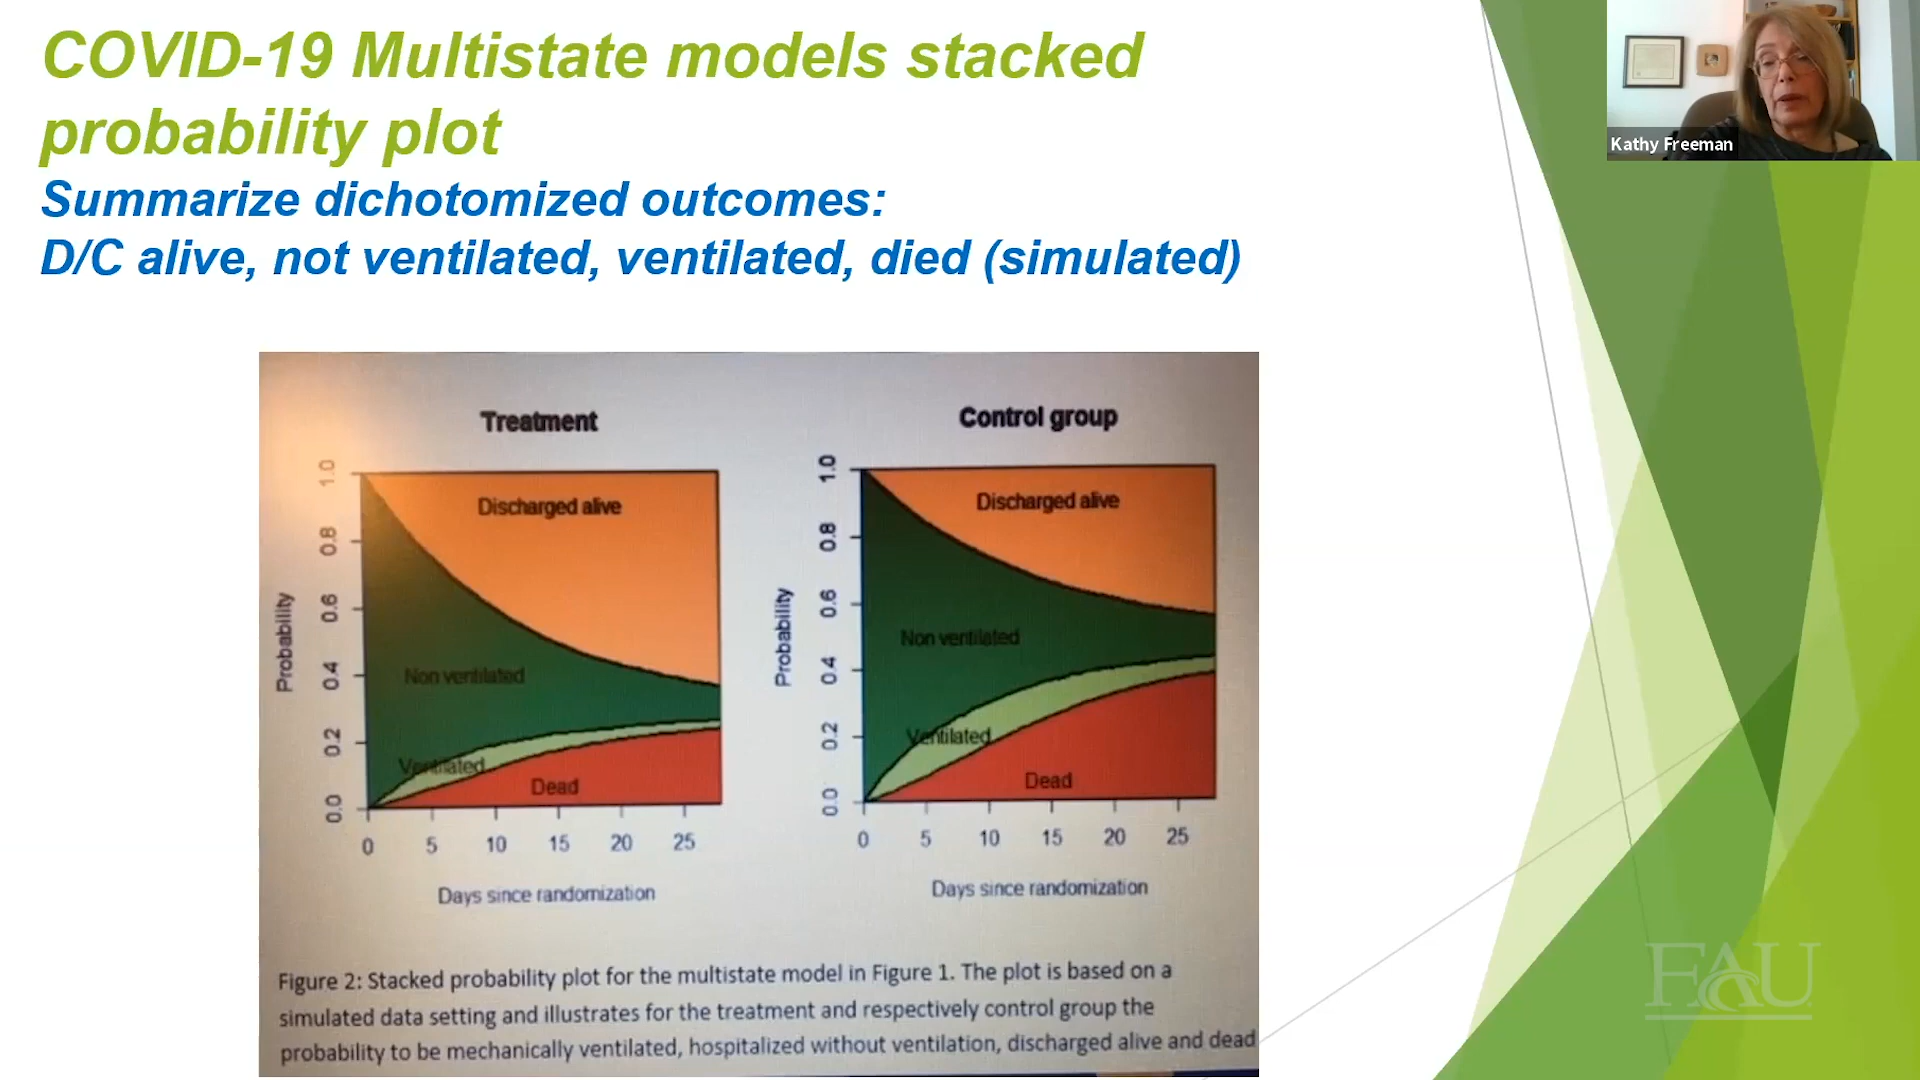 COVID-19 Multistate models stacked
probability plot
Summarize dichotomized outcomes:
D/C alive, not ventilated, ventilated, died (simulated)
Kathy Freeman
Treatment
Probability
1.0
0.8
0.6
0.4
0.2
0.0
Discharged alive
Non ventilated
Ventilated
Dead
0 5 10 15 20 25
Days since randomization
Control group
Probability
1.0
0.8
0.6
0.4
0.2
0.0
Discharged alive
Non ventilated
Ventilated
Dead
0 5 10 15 20 25
Days since randomization
Figure 2: Stacked probability plot for the multistate model in Figure 1. The plot is based on a
simulated data setting and illustrates for the treatment and respectively control group the
probability to be mechanically ventilated, hospitalized without ventilation, discharged alive and dead
FAU